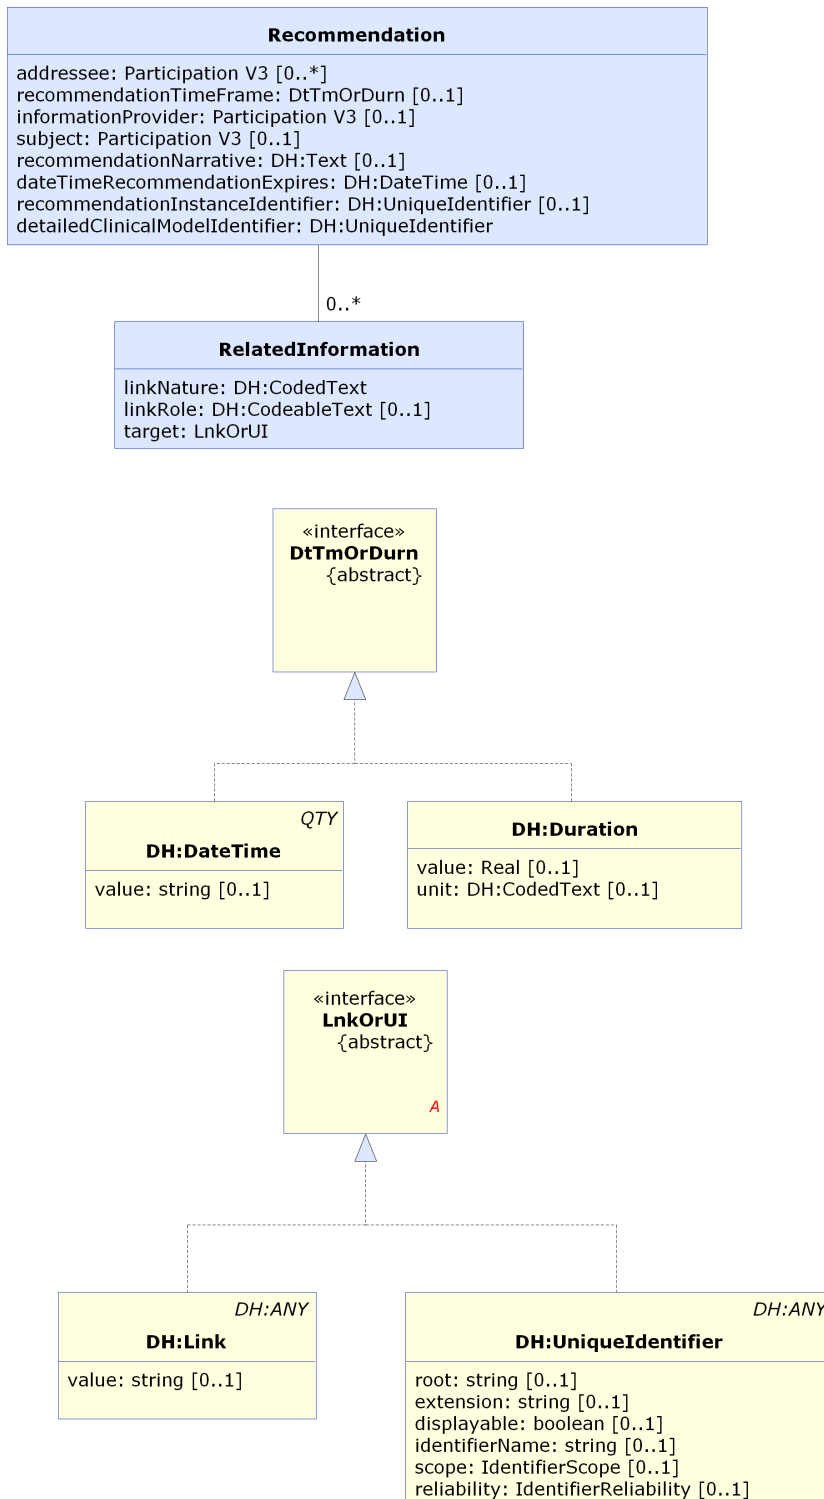 Recommendation
addressee: Participation V3 [0..*]
recommendationTimeFrame: DtTmOrDurn [0..1]
informationProvider: Participation V3 [0..1]
subject: Participation V3 [0..1]
recommendationNarrative: DH:Text [0..1]
dateTimeRecommendationExpires: DH:DateTime [0..1]
recommendationInstanceIdentifier: DH:UniqueIdentifier [0..1]
detailedClinicalModelIdentifier: DH:UniqueIdentifier
0..*
RelatedInformation
linkNature: DH:CodedText
linkRole: DH:CodeableText [0..1]
target: LnkOrUI
«interface»
DtTmOrDurn
{abstract}
QTY
DH:DateTime
value: string [0..1]
DH:Duration
value: Real [0..1]
unit: DH:CodedText [0..1]
«interface»
LnkOrUI
{abstract}
A
DH:ANY
DH:Link
value: string [0..1]
DH:ANY
DH:UniqueIdentifier
root: string [0..1]
extension: string [0..1]
displayable: boolean [0..1]
identifierName: string [0..1]
scope: IdentifierScope [0..1]
reliability: IdentifierReliability [0..1]